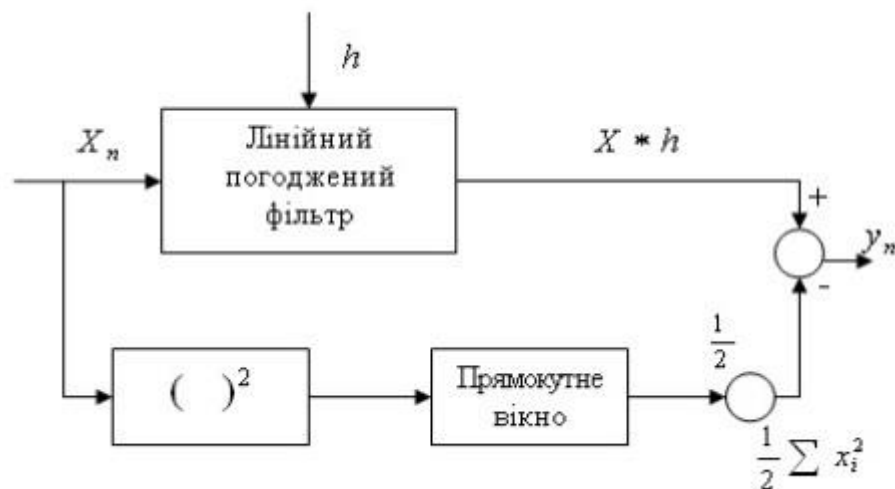 h
X_n
Лінійний
погоджений
фільтр
X * h
+
y_n
-
( )^2
Прямокутне
вікно
1/2
1/2 ∑ x_i^2